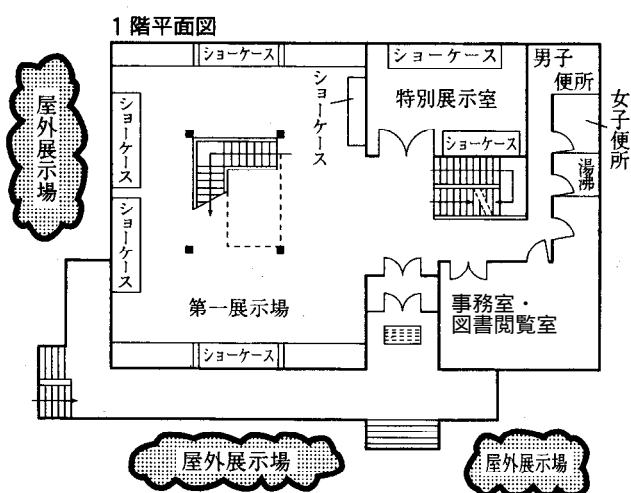 1階平面図
ショーケース
ショーケース
男子
便所
屋外展示場
ショーケース
ショーケース
特別展示室
女子便所
ショーケース
湯沸
ショーケース
第一展示場
事務室・
図書閲覧室
ショーケース
屋外展示場
屋外展示場